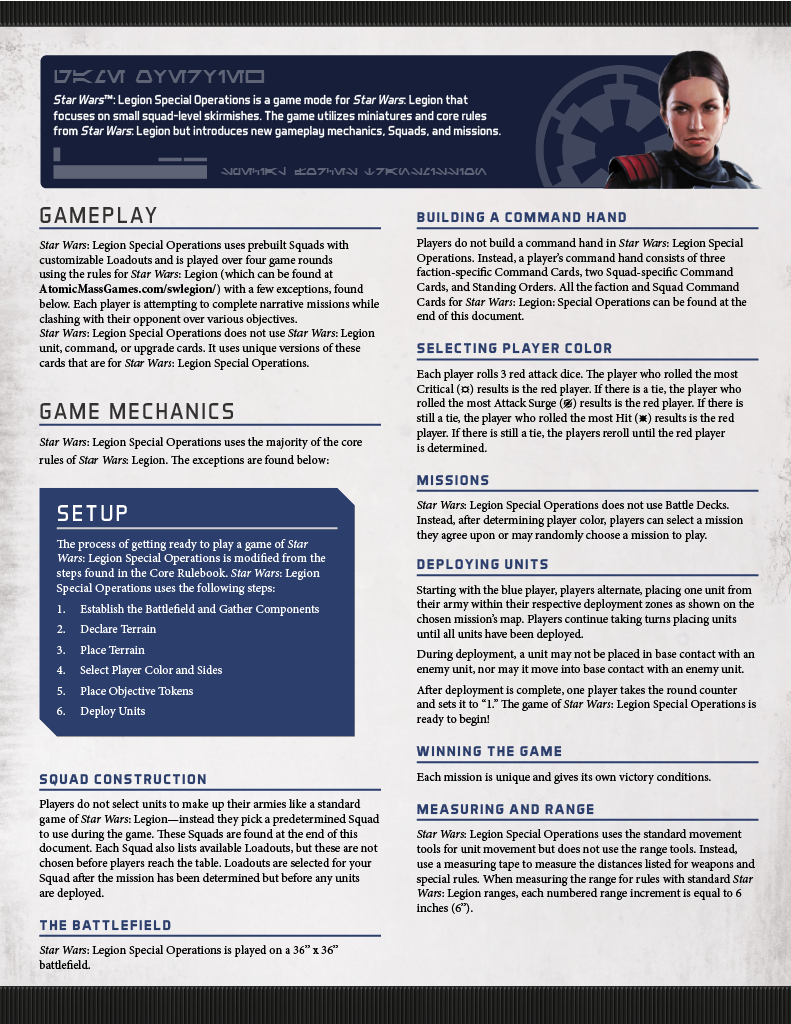 Star Wars™: Legion Special Operations is a game mode for Star Wars: Legion that
focuses on small squad-level skirmishes. The game utilizes miniatures and core rules
from Star Wars: Legion but introduces new gameplay mechanics, Squads, and missions.
GAMEPLAY
Star Wars: Legion Special Operations uses prebuilt Squads with
customizable Loadouts and is played over four game rounds
using the rules for Star Wars: Legion (which can be found at
AtomicMassGames.com/swlegion/) with a few exceptions, found
below. Each player is attempting to complete narrative missions while
clashing with their opponent over various objectives.
Star Wars: Legion Special Operations does not use Star Wars: Legion
unit, command, or upgrade cards. It uses unique versions of these
cards that are for Star Wars: Legion Special Operations.
GAME MECHANICS
Star Wars: Legion Special Operations uses the majority of the core
rules of Star Wars: Legion. The exceptions are found below:
SETUP
The process of getting ready to play a game of Star
Wars: Legion Special Operations is modified from the
steps found in the Core Rulebook. Star Wars: Legion
Special Operations uses the following steps:
1. Establish the Battlefield and Gather Components
2. Declare Terrain
3. Place Terrain
4. Select Player Color and Sides
5. Place Objective Tokens
6. Deploy Units
SQUAD CONSTRUCTION
Players do not select units to make up their armies like a standard
game of Star Wars: Legion—instead they pick a predetermined Squad
to use during the game. These Squads are found at the end of this
document. Each Squad also lists available Loadouts, but these are not
chosen before players reach the table. Loadouts are selected for your
Squad after the mission has been determined but before any units
are deployed.
THE BATTLEFIELD
Star Wars: Legion Special Operations is played on a 36” x 36”
battlefield.
BUILDING A COMMAND HAND
Players do not build a command hand in Star Wars: Legion Special
Operations. Instead, a player’s command hand consists of three
faction-specific Command Cards, two Squad-specific Command
Cards, and Standing Orders. All the faction and Squad Command
Cards for Star Wars: Legion: Special Operations can be found at the
end of this document.
SELECTING PLAYER COLOR
Each player rolls 3 red attack dice. The player who rolled the most
Critical () results is the red player. If there is a tie, the player who
rolled the most Attack Surge () results is the red player. If there is
still a tie, the player who rolled the most Hit () results is the red
player. If there is still a tie, the players reroll until the red player
is determined.
MISSIONS
Star Wars: Legion Special Operations does not use Battle Decks.
Instead, after determining player color, players can select a mission
they agree upon or may randomly choose a mission to play.
DEPLOYING UNITS
Starting with the blue player, players alternate, placing one unit from
their army within their respective deployment zones as shown on the
chosen mission’s map. Players continue taking turns placing units
until all units have been deployed.
During deployment, a unit may not be placed in base contact with an
enemy unit, nor may it move into base contact with an enemy unit.
After deployment is complete, one player takes the round counter
and sets it to “1.” The game of Star Wars: Legion Special Operations is
ready to begin!
WINNING THE GAME
Each mission is unique and gives its own victory conditions.
MEASURING AND RANGE
Star Wars: Legion Special Operations uses the standard movement
tools for unit movement but does not use the range tools. Instead,
use a measuring tape to measure the distances listed for weapons and
special rules. When measuring the range for rules with standard Star
Wars: Legion ranges, each numbered range increment is equal to 6
inches (6”).